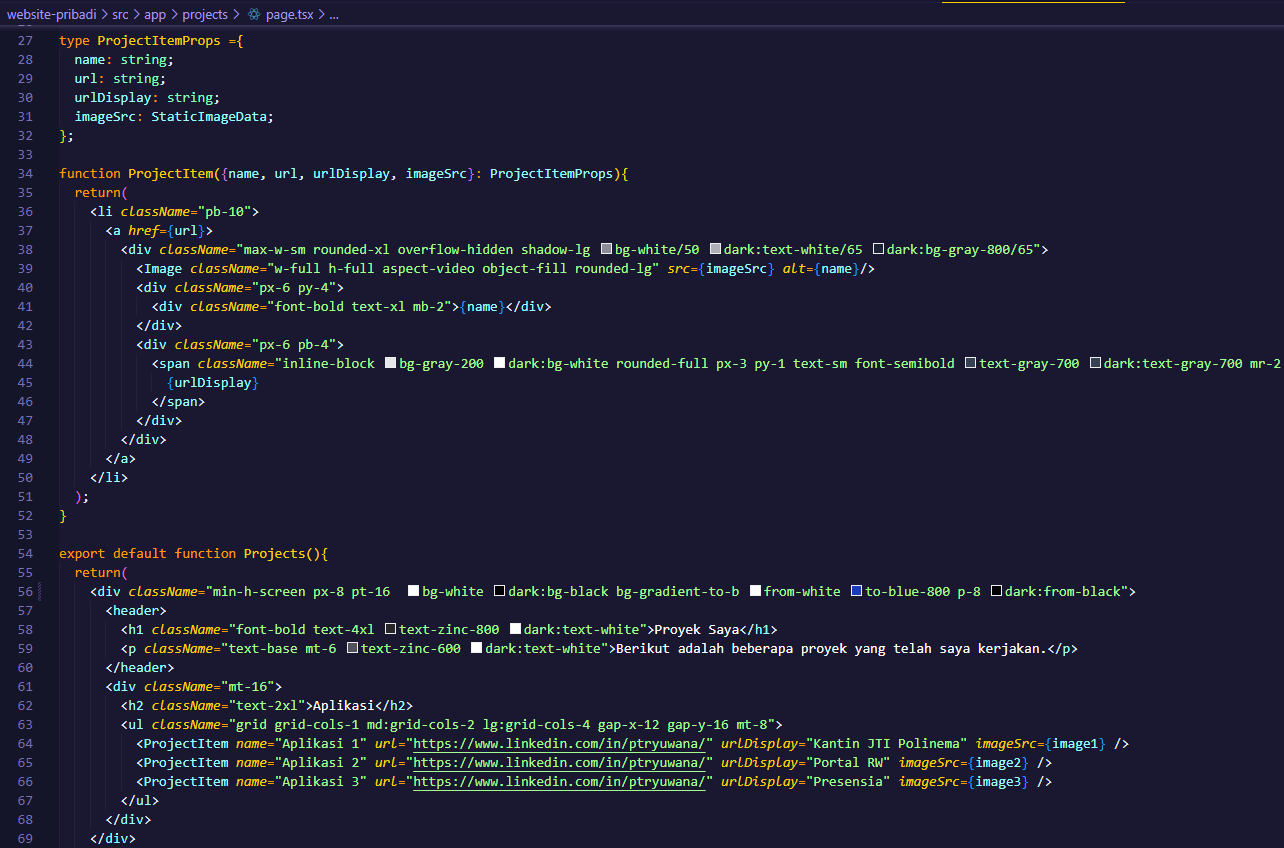 website-pribadi > src > app > projects > page.tsx > ...
27 type ProjectItemProps ={
28 name: string;
29 url: string;
30 urlDisplay: string;
31 imageSrc: StaticImageData;
32 };
33
34 function ProjectItem({name, url, urlDisplay, imageSrc}: ProjectItemProps){
35 return(
36 <li className="pb-10">
37 <a href={url}>
38 <div className="max-w-sm rounded-xl overflow-hidden shadow-lg bg-white/50 dark:text-white/65 dark:bg-gray-800/65">
39 <Image className="w-full h-full aspect-video object-fill rounded-lg" src={imageSrc} alt={name}/>
40 <div className="px-6 py-4">
41 <div className="font-bold text-xl mb-2">{name}</div>
42 </div>
43 <div className="px-6 pb-4">
44 <span className="inline-block bg-gray-200 dark:bg-white rounded-full px-3 py-1 text-sm font-semibold text-gray-700 dark:text-gray-700 mr-2
45 {urlDisplay}
46 </span>
47 </div>
48 </div>
49 </a>
50 </li>
51 );
52 }
53
54 export default function Projects(){
55 return(
56 <div className="min-h-screen px-8 pt-16 bg-white dark:bg-black bg-gradient-to-b from-white to-blue-800 p-8 dark:from-black">
57 <header>
58 <h1 className="font-bold text-4xl text-zinc-800 dark:text-white">Proyek Saya</h1>
59 <p className="text-base mt-6 text-zinc-600 dark:text-white">Berikut adalah beberapa proyek yang telah saya kerjakan.</p>
60 </header>
61 <div className="mt-16">
62 <h2 className="text-2xl">Aplikasi</h2>
63 <ul className="grid grid-cols-1 md:grid-cols-2 lg:grid-cols-4 gap-x-12 gap-y-16 mt-8">
64 <ProjectItem name="Aplikasi 1" url="https://www.linkedin.com/in/ptryuwana/" urlDisplay="Kantin JTI Polinema" imageSrc={image1} />
65 <ProjectItem name="Aplikasi 2" url="https://www.linkedin.com/in/ptryuwana/" urlDisplay="Portal RW" imageSrc={image2} />
66 <ProjectItem name="Aplikasi 3" url="https://www.linkedin.com/in/ptryuwana/" urlDisplay="Presensia" imageSrc={image3} />
67 </ul>
68 </div>
69 </div>